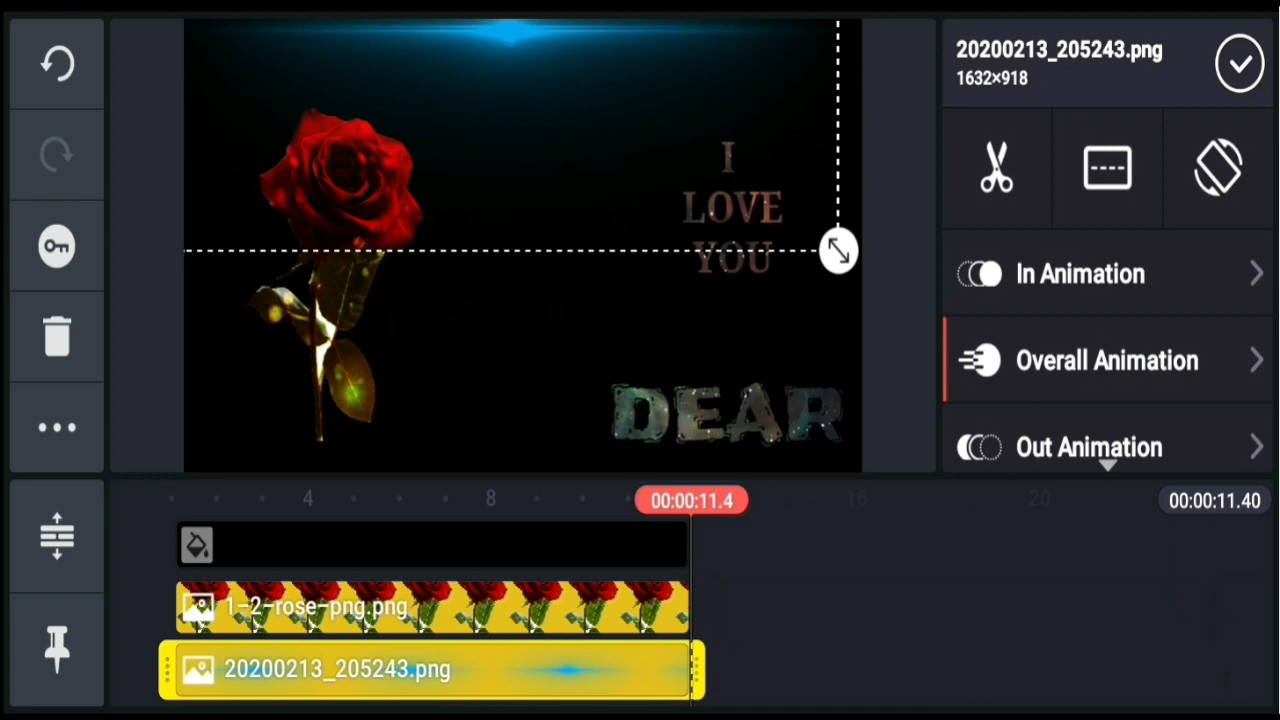 20200213_205243.png
1632×918
I
LOVE
YOU
In Animation
Overall Animation
DEAR
Out Animation
4
8
00:00:11.4
16
20
00:00:11.40
1-2-rose-png.png
20200213_205243.png